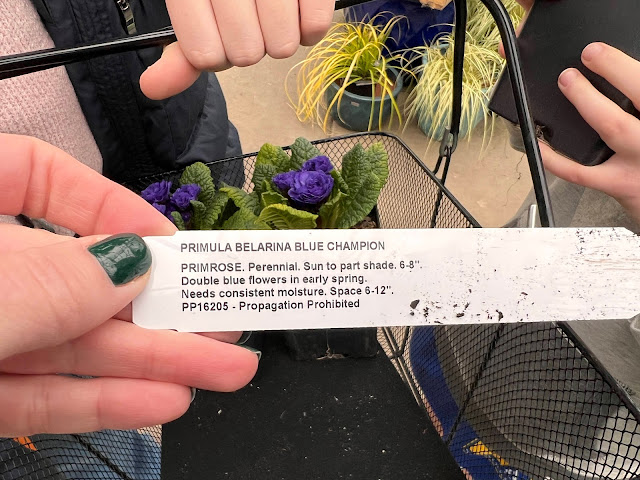 PRIMULA BELARINA BLUE CHAMPION
PRIMROSE. Perennial. Sun to part shade. 6-8".
Double blue flowers in early spring.
Needs consistent moisture. Space 6-12".
PP16205 - Propagation Prohibited